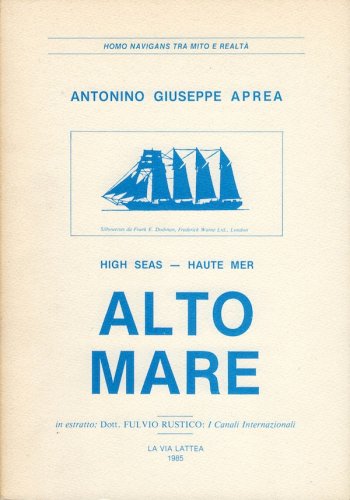 HOMO NAVIGANS TRA MITO E REALTÀ
ANTONINO GIUSEPPE APREA
Silhouettes da Frank E. Dodman, Frederick Warne Ltd., London
HIGH SEAS — HAUTE MER
ALTO
MARE
in estratto: Dott. FULVIO RUSTICO: I Canali Internazionali
LA VIA LATTEA
1985